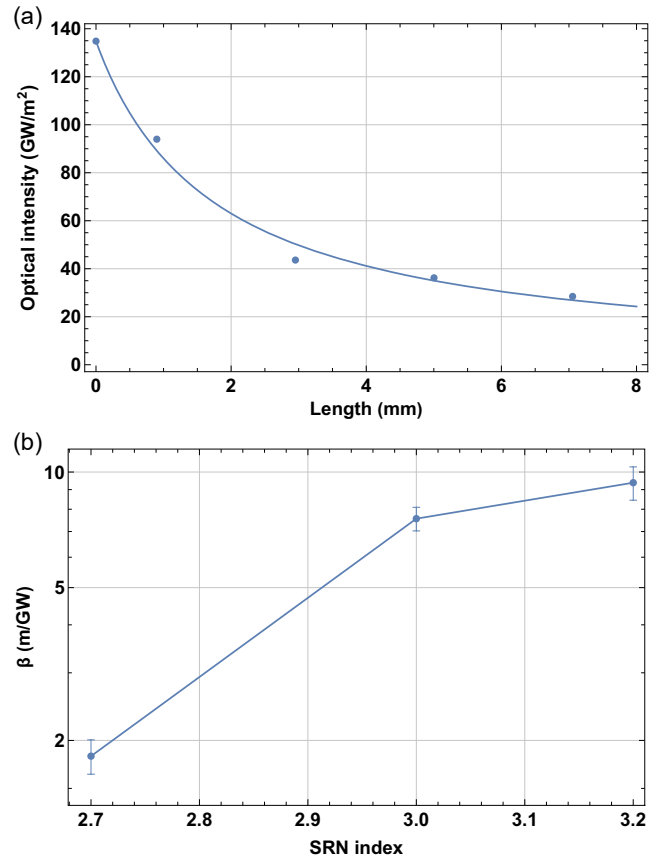 (a)
140
120
100
80
60
40
20
0
Optical intensity (GW/m²)
0 2 4 6 8
Length (mm)
(b)
10
5
2
β (m/GW)
2.7 2.8 2.9 3.0 3.1 3.2
SRN index